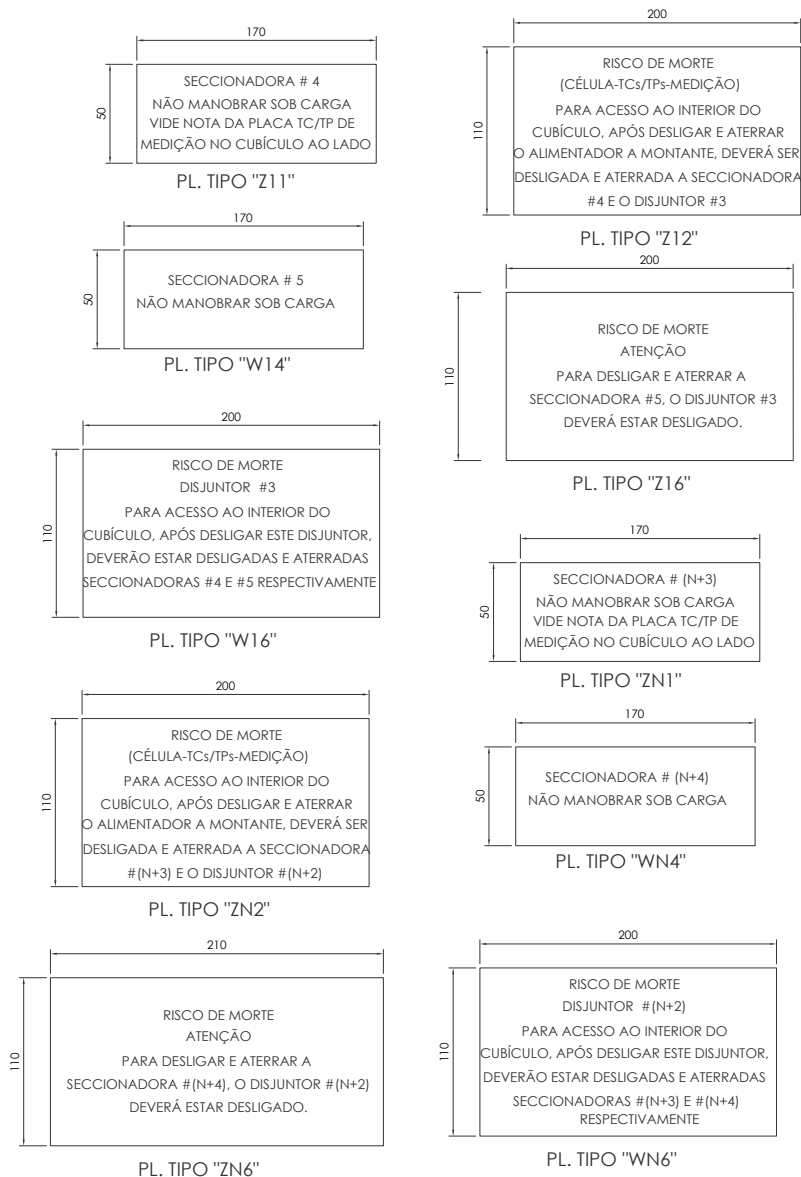 170
50
SECCIONADORA # 4
NÃO MANOBRAR SOB CARGA
VIDE NOTA DA PLACA TC/TP DE
MEDIÇÃO NO CUBÍCULO AO LADO
PL. TIPO "Z11"
200
110
RISCO DE MORTE
(CÉLULA-TCs/TPs-MEDIÇÃO)
PARA ACESSO AO INTERIOR DO
CUBÍCULO, APÓS DESLIGAR E ATERRAR
O ALIMENTADOR A MONTANTE, DEVERÁ SER
DESLIGADA E ATERRADA A SECCIONADORA
#4 E O DISJUNTOR #3
PL. TIPO "Z12"
170
50
SECCIONADORA # 5
NÃO MANOBRAR SOB CARGA
PL. TIPO "W14"
200
110
RISCO DE MORTE
ATENÇÃO
PARA DESLIGAR E ATERRAR A
SECCIONADORA #5, O DISJUNTOR #3
DEVERÁ ESTAR DESLIGADO.
PL. TIPO "Z16"
200
110
RISCO DE MORTE
DISJUNTOR #3
PARA ACESSO AO INTERIOR DO
CUBÍCULO, APÓS DESLIGAR ESTE DISJUNTOR,
DEVERÃO ESTAR DESLIGADAS E ATERRADAS
SECCIONADORAS #4 E #5 RESPECTIVAMENTE
PL. TIPO "W16"
170
50
SECCIONADORA # (N+3)
NÃO MANOBRAR SOB CARGA
VIDE NOTA DA PLACA TC/TP DE
MEDIÇÃO NO CUBÍCULO AO LADO
PL. TIPO "ZN1"
200
110
RISCO DE MORTE
(CÉLULA-TCs/TPs-MEDIÇÃO)
PARA ACESSO AO INTERIOR DO
CUBÍCULO, APÓS DESLIGAR E ATERRAR
O ALIMENTADOR A MONTANTE, DEVERÁ SER
DESLIGADA E ATERRADA A SECCIONADORA
#(N+3) E O DISJUNTOR #(N+2)
PL. TIPO "ZN2"
170
50
SECCIONADORA # (N+4)
NÃO MANOBRAR SOB CARGA
PL. TIPO "WN4"
210
110
RISCO DE MORTE
ATENÇÃO
PARA DESLIGAR E ATERRAR A
SECCIONADORA #(N+4), O DISJUNTOR #(N+2)
DEVERÁ ESTAR DESLIGADO.
PL. TIPO "ZN6"
200
110
RISCO DE MORTE
DISJUNTOR #(N+2)
PARA ACESSO AO INTERIOR DO
CUBÍCULO, APÓS DESLIGAR ESTE DISJUNTOR,
DEVERÃO ESTAR DESLIGADAS E ATERRADAS
SECCIONADORAS #(N+3) E #(N+4)
RESPECTIVAMENTE
PL. TIPO "WN6"